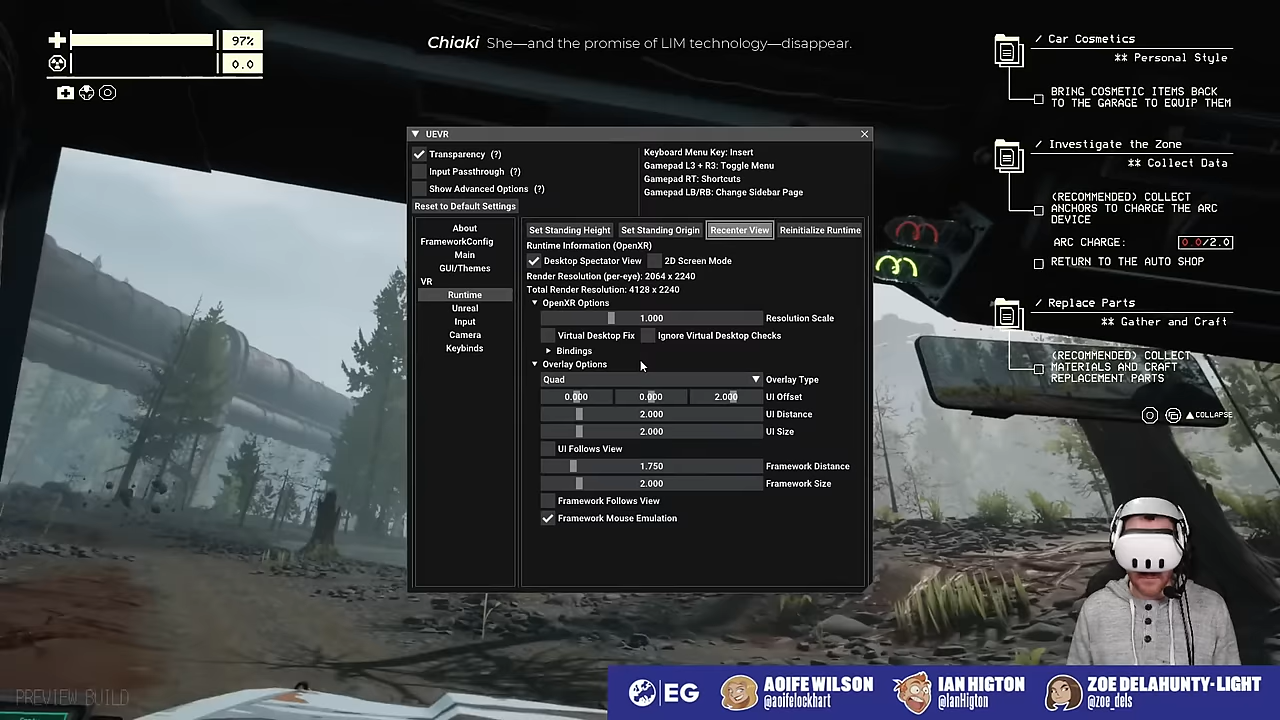 97%
0.0
Chiaki She—and the promise of LIM technology—disappear.
/ Car Cosmetics
** Personal Style
BRING COSMETIC ITEMS BACK
TO THE GARAGE TO EQUIP THEM
/ Investigate the Zone
** Collect Data
(RECOMMENDED) COLLECT
ANCHORS TO CHARGE THE ARC
DEVICE
ARC CHARGE: 0.0/2.0
RETURN TO THE AUTO SHOP
/ Replace Parts
** Gather and Craft
(RECOMMENDED) COLLECT
MATERIALS AND CRAFT
REPLACEMENT PARTS
COLLAPSE
UEVR
Transparency (?)
Input Passthrough (?)
Show Advanced Options (?)
Reset to Default Settings
Keyboard Menu Key: Insert
Gamepad L3 + R3: Toggle Menu
Gamepad RT: Shortcuts
Gamepad LB/RB: Change Sidebar Page
About
FrameworkConfig
Main
GUI/Themes
VR
Runtime
Unreal
Input
Camera
Keybinds
Set Standing Height Set Standing Origin Recenter View Reinitialize Runtime
Runtime Information (OpenXR)
Desktop Spectator View 2D Screen Mode
Render Resolution (per-eye): 2064 x 2240
Total Render Resolution: 4128 x 2240
OpenXR Options
1.000 Resolution Scale
Virtual Desktop Fix Ignore Virtual Desktop Checks
Bindings
Overlay Options
Quad Overlay Type
0.000 0.000 2.000 UI Offset
2.000 UI Distance
2.000 UI Size
UI Follows View
1.750 Framework Distance
2.000 Framework Size
Framework Follows View
Framework Mouse Emulation
PREVIEW BUILD
EG
AOIFE WILSON
@aoifelockhart
IAN HIGTON
@IanHigton
ZOE DELAHUNTY-LIGHT
@zoe_dels